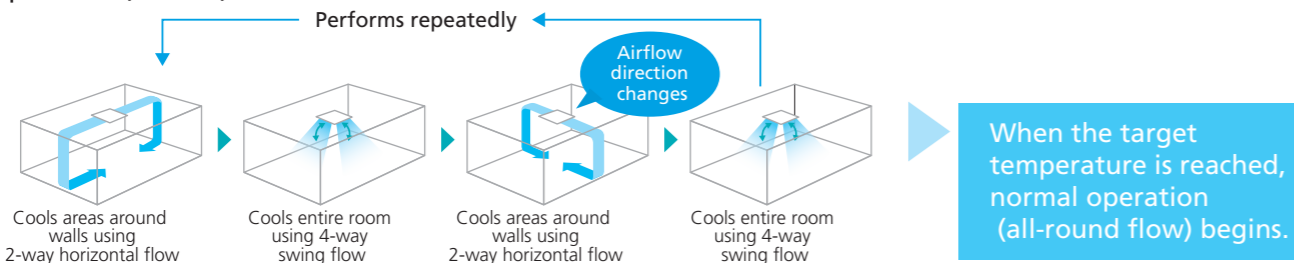 Performs repeatedly
Airflow
direction
changes
Cools areas around
walls using
2-way horizontal flow
Cools entire room
using 4-way
swing flow
Cools areas around
walls using
2-way horizontal flow
Cools entire room
using 4-way
swing flow
When the target
temperature is reached,
normal operation
(all-round flow) begins.